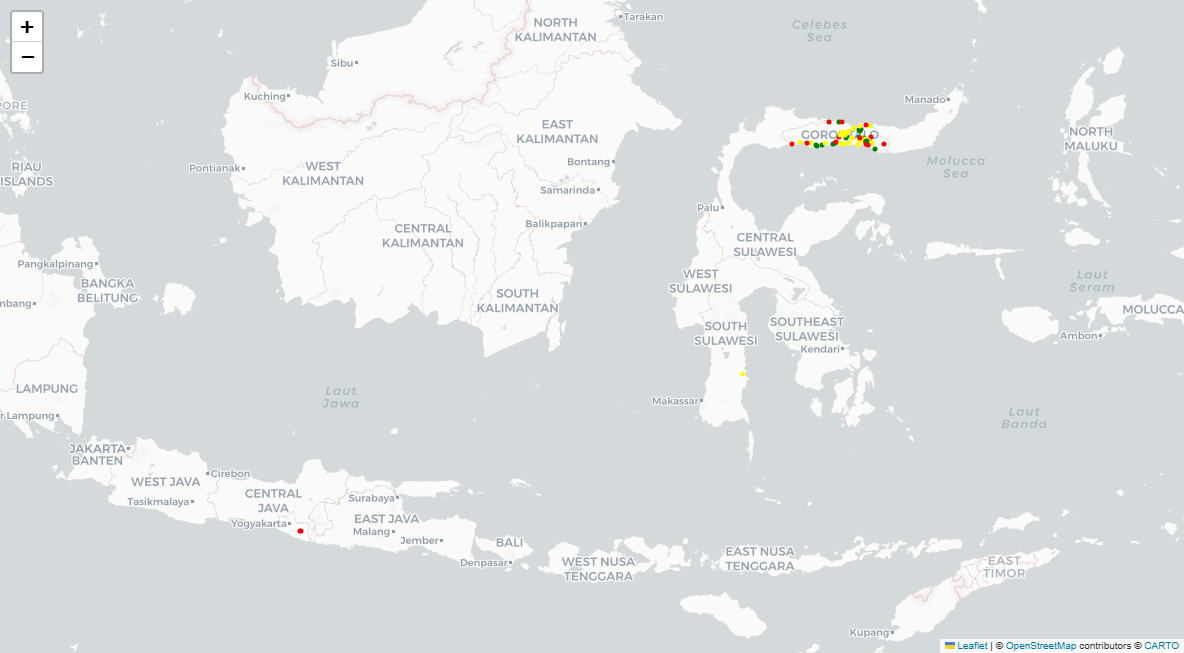 +
−
NORTH
KALIMANTAN
Tarakan
Celebes
Sea
Sibu
Kuching
Manado
PORE
EAST
KALIMANTAN
GORONTALO
NORTH
MALUKU
RIAU
ISLANDS
Pontianak
WEST
KALIMANTAN
Bontang
Molucca
Sea
Samarinda
Palu
Balikpapan
CENTRAL
KALIMANTAN
CENTRAL
SULAWESI
Pangkalpinang
BANGKA
BELITUNG
WEST
SULAWESI
Laut
Seram
mbang
SOUTH
KALIMANTAN
MOLUCCA
SOUTH
SULAWESI
SOUTHEAST
SULAWESI
Kendari
Ambon
LAMPUNG
Laut
Jawa
Makassar
r Lampung
Laut
Banda
JAKARTA
BANTEN
Cirebon
WEST JAVA
Tasikmalaya
CENTRAL
JAVA
Surabaya
Yogyakarta
EAST JAVA
Malang
Jember
BALI
Denpasar
WEST NUSA
TENGGARA
EAST NUSA
TENGGARA
EAST
TIMOR
Kupang
Leaflet | © OpenStreetMap contributors © CARTO